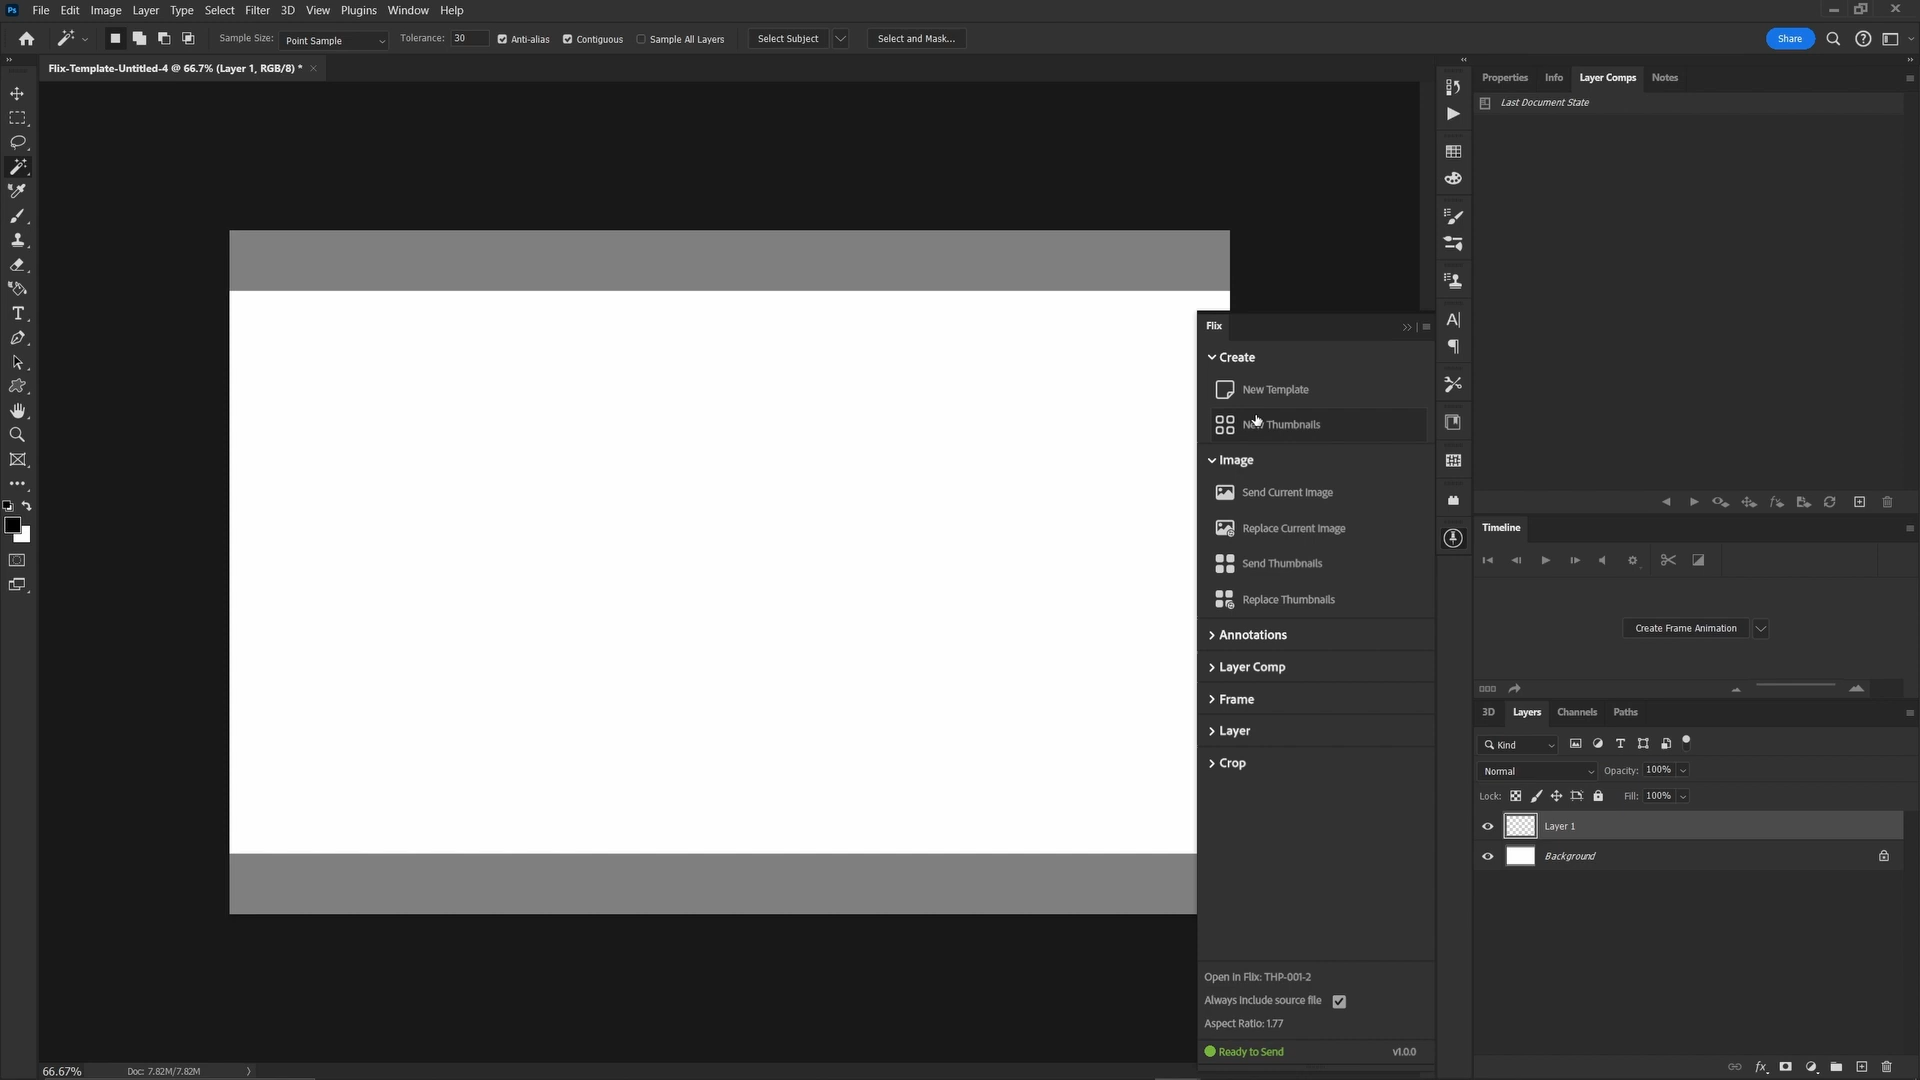 Ps File Edit Image Layer Type Select Filter 3D View Plugins Window Help
Sample Size: Point Sample Tolerance: 30 Anti-alias Contiguous Sample All Layers Select Subject Select and Mask... Share
Flix-Template-Untitled-4 @ 66.7% (Layer 1, RGB/8) *
Properties Info Layer Comps Notes
Last Document State
Flix
Create
New Template
New Thumbnails
Image
Send Current Image
Replace Current Image
Send Thumbnails
Replace Thumbnails
Annotations
Layer Comp
Frame
Layer
Crop
Open in Flix: THP-001-2
Always include source file
Aspect Ratio: 1.77
Ready to Send v1.0.0
Timeline
Create Frame Animation
3D Layers Channels Paths
Kind
Normal Opacity: 100%
Lock: Fill: 100%
Layer 1
Background
66.67% Doc: 7.82M/7.82M